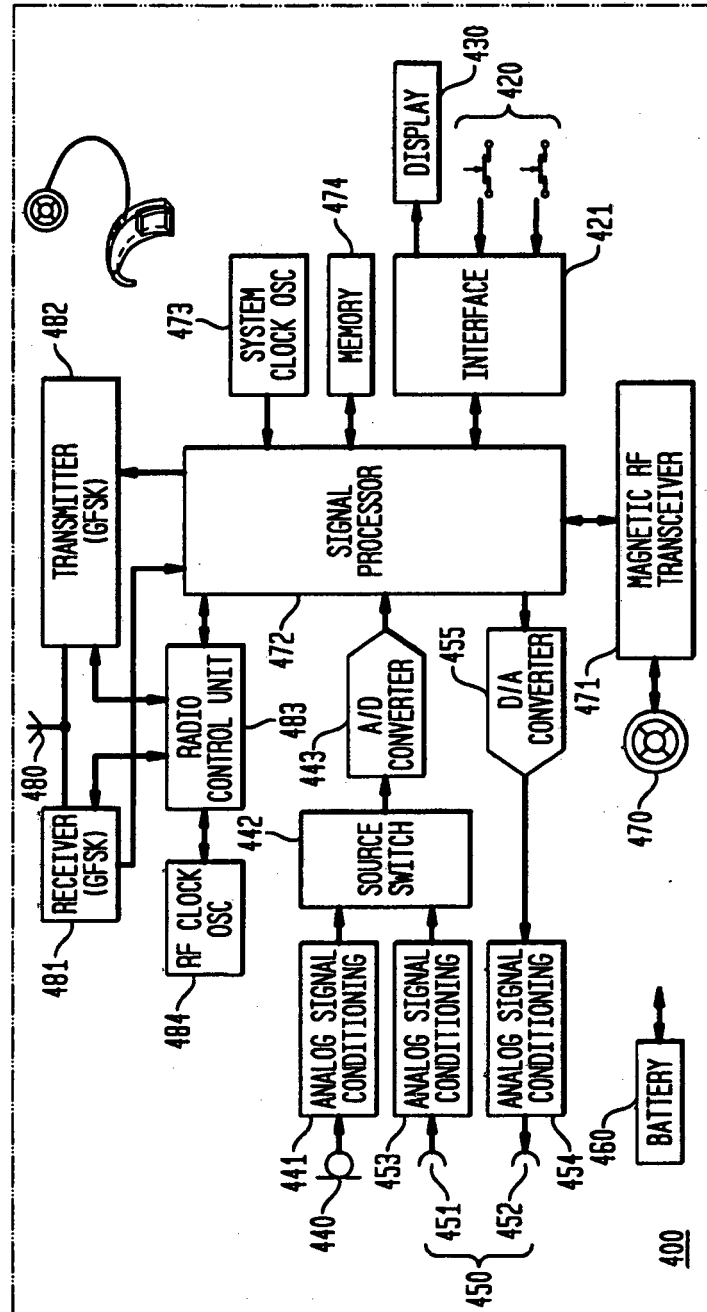 481
RECEIVER
(GFSK)
480
TRANSMITTER
(GFSK)
482
484
RF CLOCK
OSC
RADIO
CONTROL UNIT
483
472
SIGNAL
PROCESSOR
SYSTEM
CLOCK OSC
473
MEMORY
474
440
441
ANALOG SIGNAL
CONDITIONING
442
SOURCE
SWITCH
443
A/D
CONVERTER
450
451
453
ANALOG SIGNAL
CONDITIONING
452
454
ANALOG SIGNAL
CONDITIONING
455
D/A
CONVERTER
INTERFACE
421
DISPLAY
430
420
460
BATTERY
470
471
MAGNETIC RF
TRANSCEIVER
400